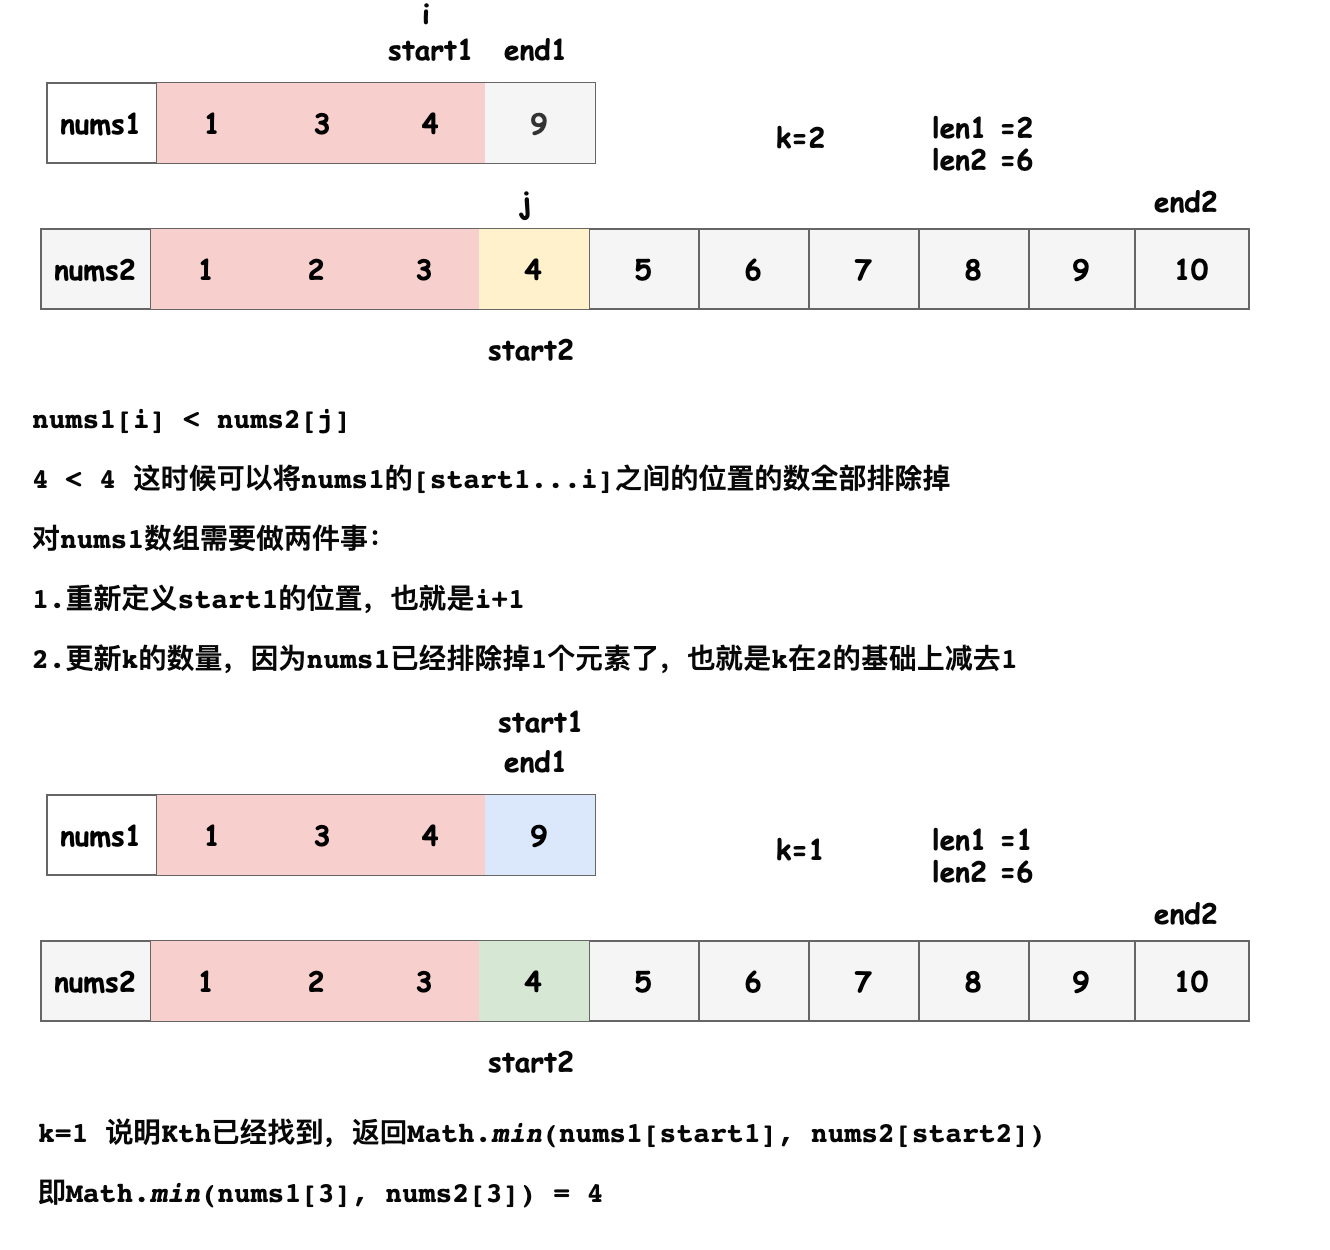 i
start1 end1
nums1 1 3 4 9
k=2
len1 =2
len2 =6
j
end2
nums2 1 2 3 4 5 6 7 8 9 10
start2
nums1[i] < nums2[j]
4 < 4 这时候可以将nums1的[start1...i]之间的位置的数全部排除掉
对nums1数组需要做两件事：
1.重新定义start1的位置，也就是i+1
2.更新k的数量，因为nums1已经排除掉1个元素了，也就是k在2的基础上减去1
start1
end1
nums1 1 3 4 9
k=1
len1 =1
len2 =6
end2
nums2 1 2 3 4 5 6 7 8 9 10
start2
k=1 说明Kth已经找到，返回Math.min(nums1[start1], nums2[start2])
即Math.min(nums1[3], nums2[3]) = 4